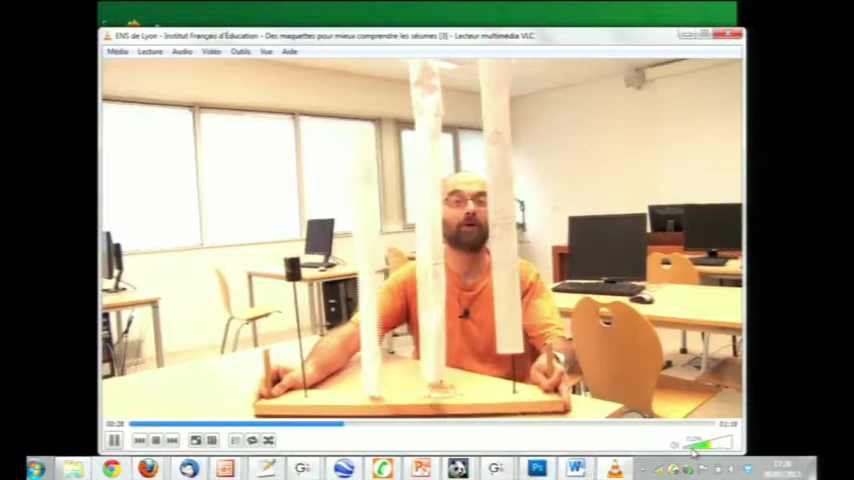 ENS de Lyon - Institut Français d'Éducation - Des maquettes pour mieux comprendre les séismes [3] - Lecteur multimédia VLC
Média Lecture Audio Vidéo Outils Vue Aide
00:28
01:19